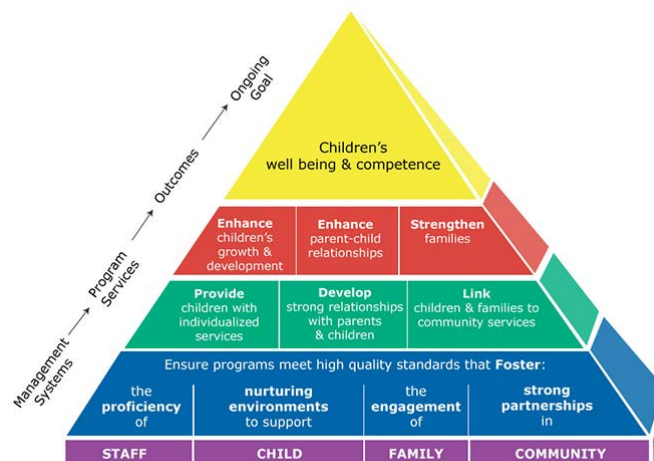 Ongoing
Goal
Outcomes
Program
Services
Management
Systems
Children's
well being & competence
Enhance
children's
growth &
development
Enhance
parent-child
relationships
Strengthen
families
Provide
children with
individualized
services
Develop
strong relationships
with parents
& children
Link
children & families to
community services
Ensure programs meet high quality standards that Foster:
the
proficiency
of
nurturing
environments
to support
the
engagement
of
strong
partnerships
in
STAFF
CHILD
FAMILY
COMMUNITY